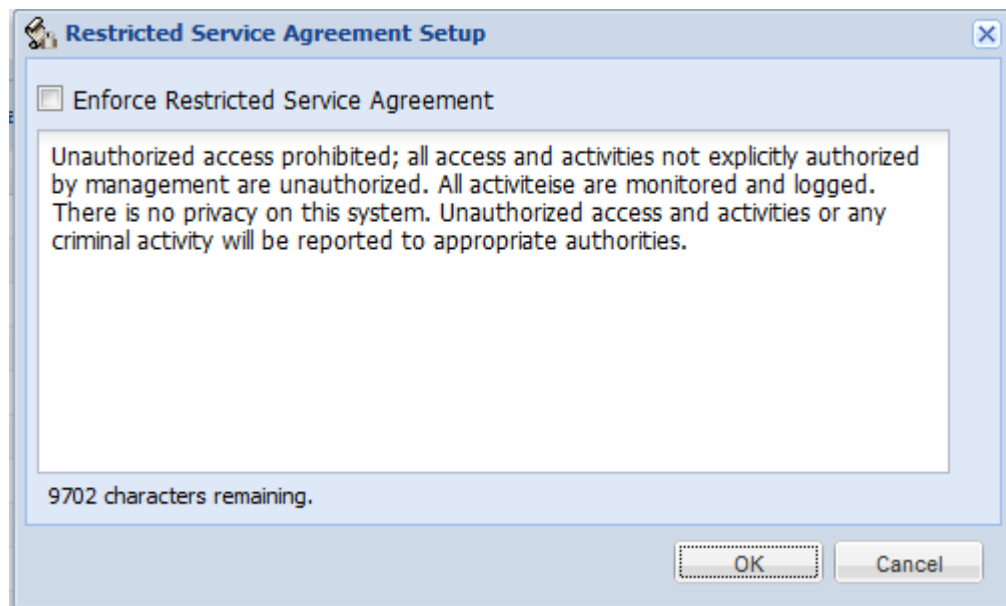 Restricted Service Agreement Setup
Enforce Restricted Service Agreement
Unauthorized access prohibited; all access and activities not explicitly authorized
by management are unauthorized. All activiteise are monitored and logged.
There is no privacy on this system. Unauthorized access and activities or any
criminal activity will be reported to appropriate authorities.
9702 characters remaining.
OK Cancel